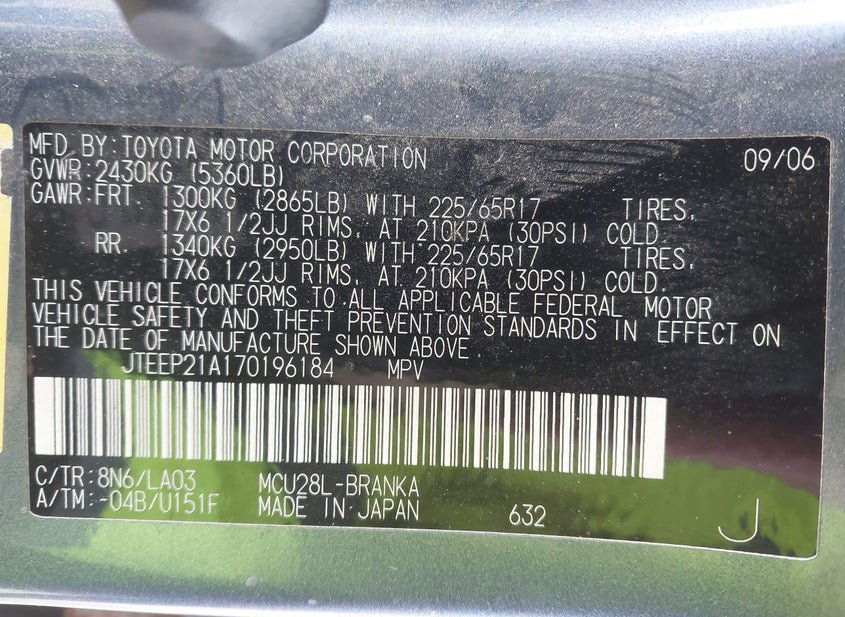 MFD BY: TOYOTA MOTOR CORPORATION 09/06
GVWR: 2430KG (5360LB)
GAWR: FRT. 1300KG (2865LB) WITH 225/65R17 TIRES,
17X6 1/2JJ RIMS, AT 210KPA (30PSI) COLD
RR. 1340KG (2950LB) WITH 225/65R17 TIRES,
17X6 1/2JJ RIMS, AT 210KPA (30PSI) COLD.
THIS VEHICLE CONFORMS TO ALL APPLICABLE FEDERAL MOTOR
VEHICLE SAFETY AND THEFT PREVENTION STANDARDS IN EFFECT ON
THE DATE OF MANUFACTURE SHOWN ABOVE.
JTEEP21A170196184 MPV
C/TR: 8N6/LA03 MCU28L-BRANKA
A/TM: -04B/U151F MADE IN JAPAN 632 J